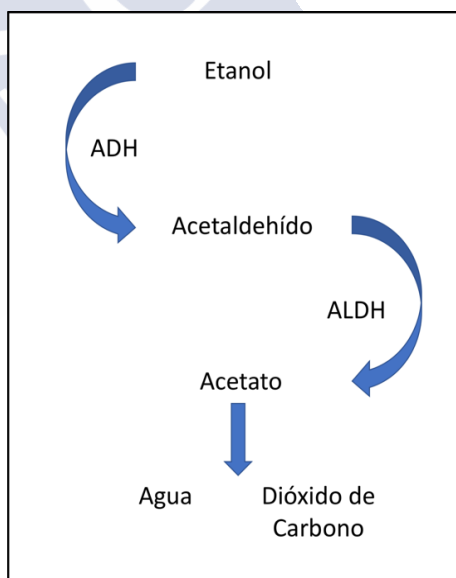 Etanol
ADH
Acetaldehído
ALDH
Acetato
Agua
Dióxido de
Carbono